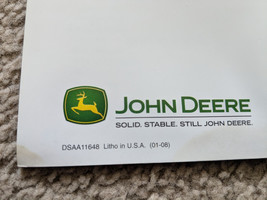 JOHN DEERE
SOLID. STABLE. STILL JOHN DEERE.
DSAA11648 Litho in U.S.A. (01-08)